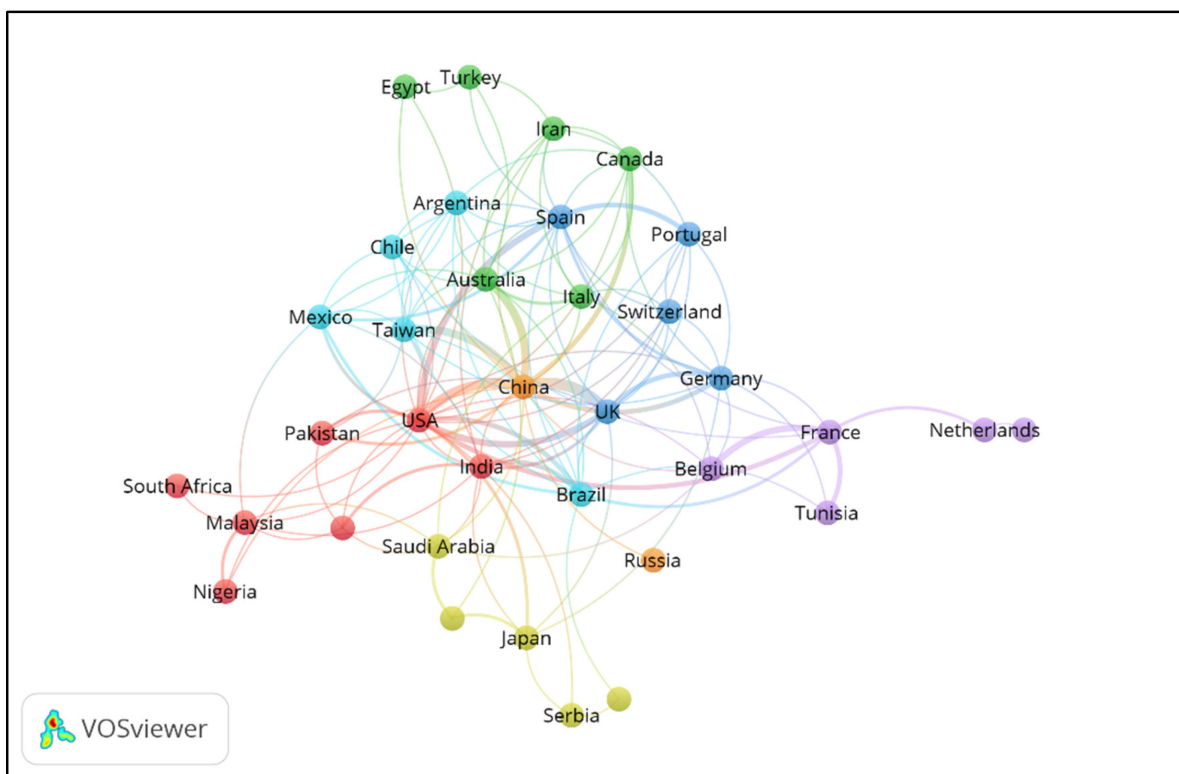 Turkey
Egypt
Iran
Canada
Argentina
Spain
Portugal
Chile
Australia
Italy
Switzerland
Mexico
Taiwan
Germany
China
UK
USA
Pakistan
France
Netherlands
India
Belgium
South Africa
Brazil
Tunisia
Malaysia
Saudi Arabia
Russia
Nigeria
Japan
Serbia
VOSviewer